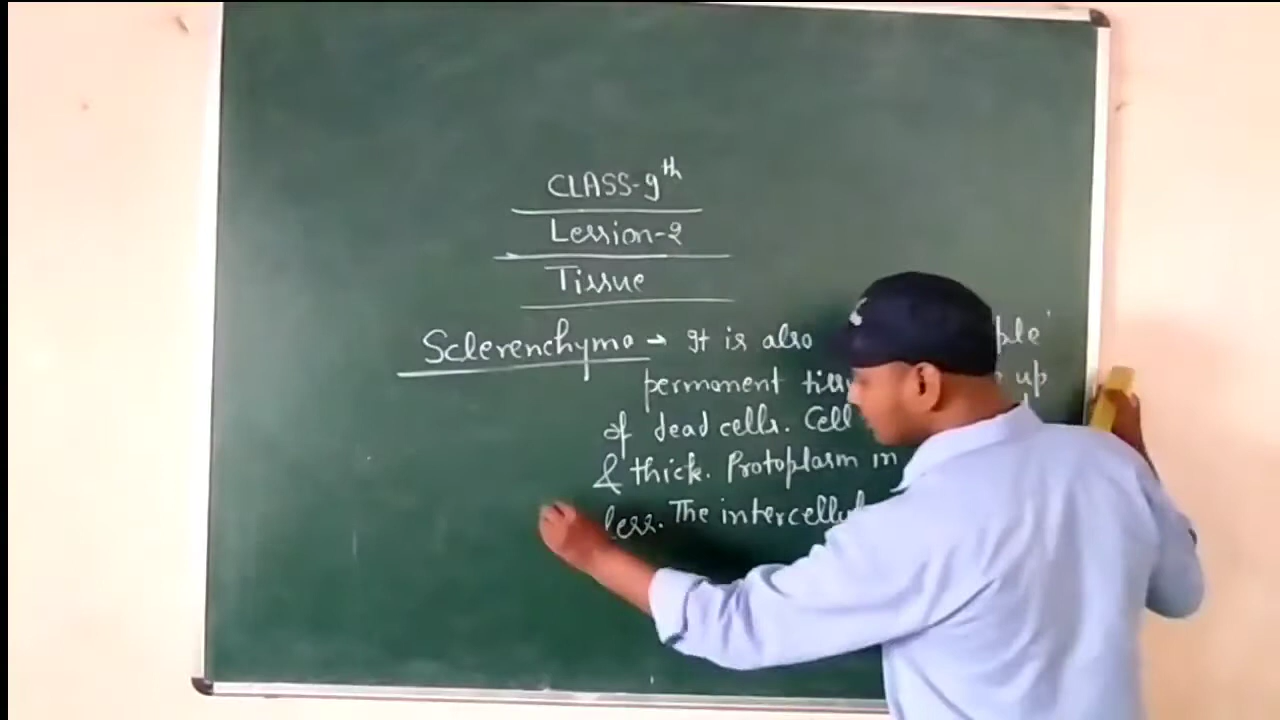 CLASS-9th
Lession-2
Tissue
Sclerenchyma → It is also
permanent up
of dead cells. Cell
& thick. Protoplasm in
less. The